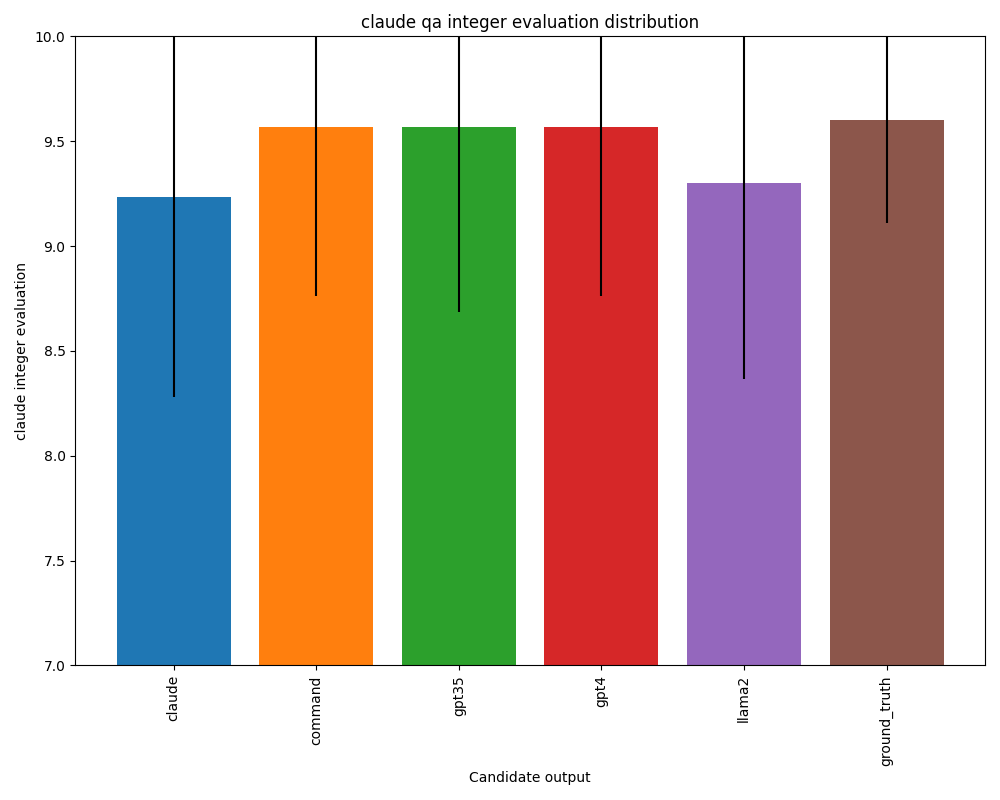 claude qa integer evaluation distribution
10.0
9.5
9.0
8.5
8.0
7.5
7.0
claude integer evaluation
claude
command
gpt35
gpt4
llama2
ground_truth
Candidate output